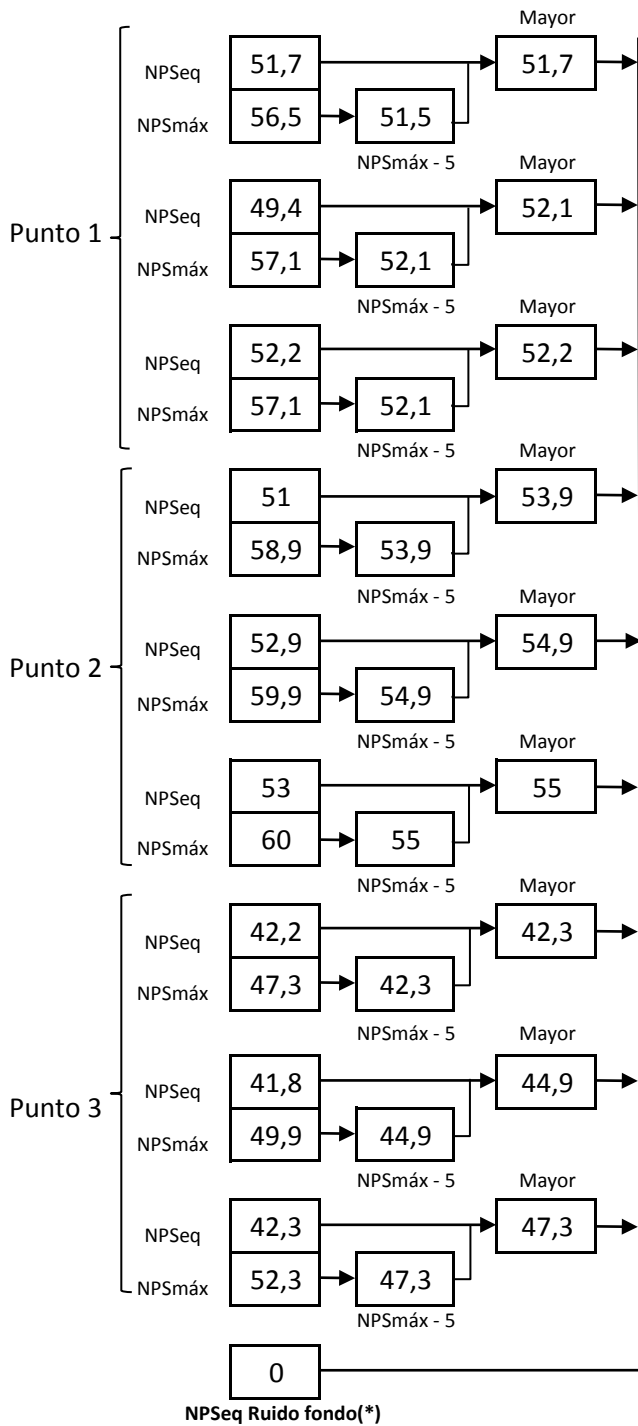 Mayor
NPSeq 51,7 51,7
NPSmáx 56,5 51,5
NPSmáx - 5
Mayor
Punto 1
NPSeq 49,4 52,1
NPSmáx 57,1 52,1
NPSmáx - 5
Mayor
NPSeq 52,2 52,2
NPSmáx 57,1 52,1
NPSmáx - 5
Mayor
NPSeq 51 53,9
NPSmáx 58,9 53,9
NPSmáx - 5
Mayor
Punto 2
NPSeq 52,9 54,9
NPSmáx 59,9 54,9
NPSmáx - 5
Mayor
NPSeq 53 55
NPSmáx 60 55
NPSmáx - 5
Mayor
NPSeq 42,2 42,3
NPSmáx 47,3 42,3
NPSmáx - 5
Mayor
Punto 3
NPSeq 41,8 44,9
NPSmáx 49,9 44,9
NPSmáx - 5
Mayor
NPSeq 42,3 47,3
NPSmáx 52,3 47,3
NPSmáx - 5
0
NPSeq Ruido fondo(*)